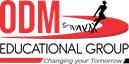 ODM
EDUCATIONAL GROUP
Changing your Tomorrow